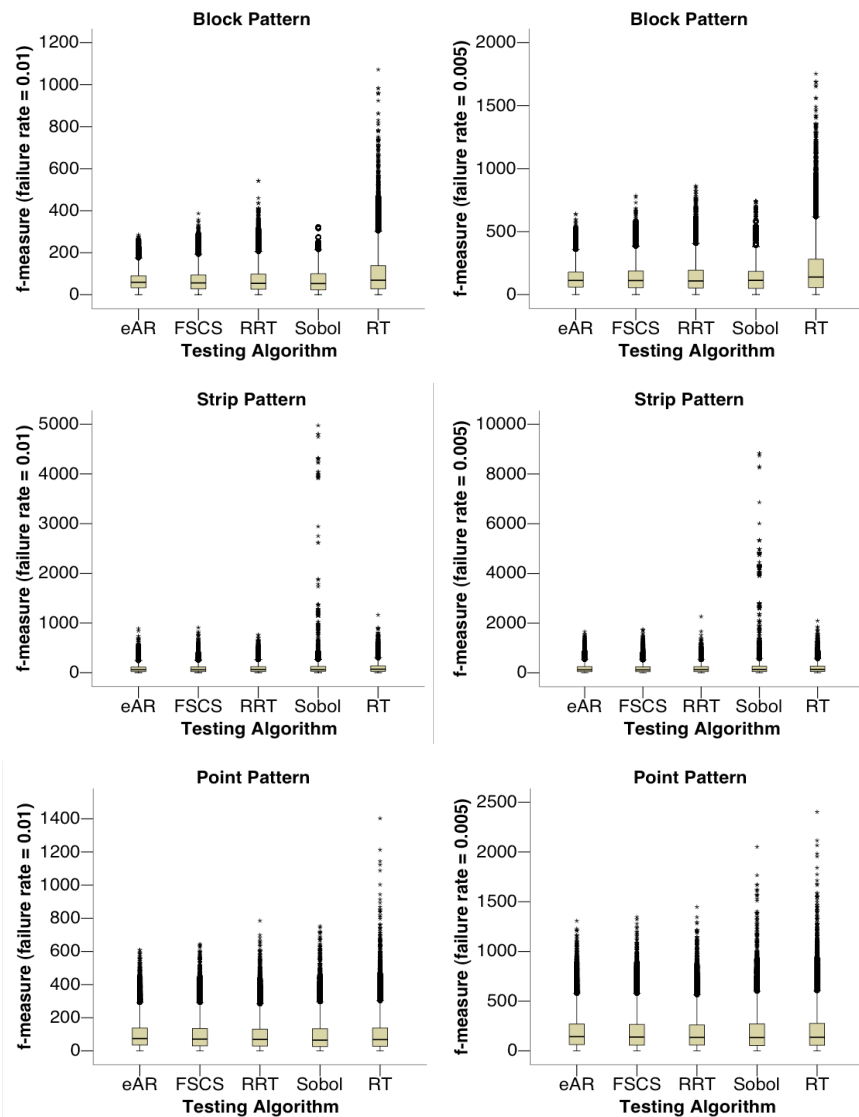 Block Pattern
f-measure (failure rate = 0.01)
1200
1000
800
600
400
200
0
eAR FSCS RRT Sobol RT
Testing Algorithm
Block Pattern
f-measure (failure rate = 0.005)
2000
1500
1000
500
0
eAR FSCS RRT Sobol RT
Testing Algorithm
Strip Pattern
f-measure (failure rate = 0.01)
5000
4000
3000
2000
1000
0
eAR FSCS RRT Sobol RT
Testing Algorithm
Strip Pattern
f-measure (failure rate = 0.005)
10000
8000
6000
4000
2000
0
eAR FSCS RRT Sobol RT
Testing Algorithm
Point Pattern
f-measure (failure rate = 0.01)
1400
1200
1000
800
600
400
200
0
eAR FSCS RRT Sobol RT
Testing Algorithm
Point Pattern
f-measure (failure rate = 0.005)
2500
2000
1500
1000
500
0
eAR FSCS RRT Sobol RT
Testing Algorithm